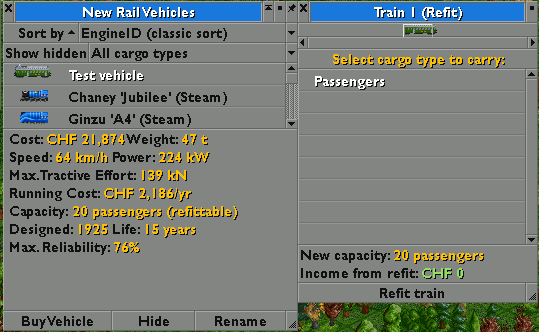 New Rail Vehicles
Sort by EngineID (classic sort)
Show hidden All cargo types
Test vehicle
Chaney 'Jubilee' (Steam)
Ginzu 'A4' (Steam)
Cost: CHF 21,874 Weight: 47 t
Speed: 64 km/h Power: 224 kW
Max. Tractive Effort: 139 kN
Running Cost: CHF 2,186/yr
Capacity: 20 passengers (refittable)
Designed: 1925 Life: 15 years
Max. Reliability: 76%
Buy Vehicle Hide Rename
Train 1 (Refit)
Select cargo type to carry:
Passengers
New capacity: 20 passengers
Income from refit: CHF 0
Refit train